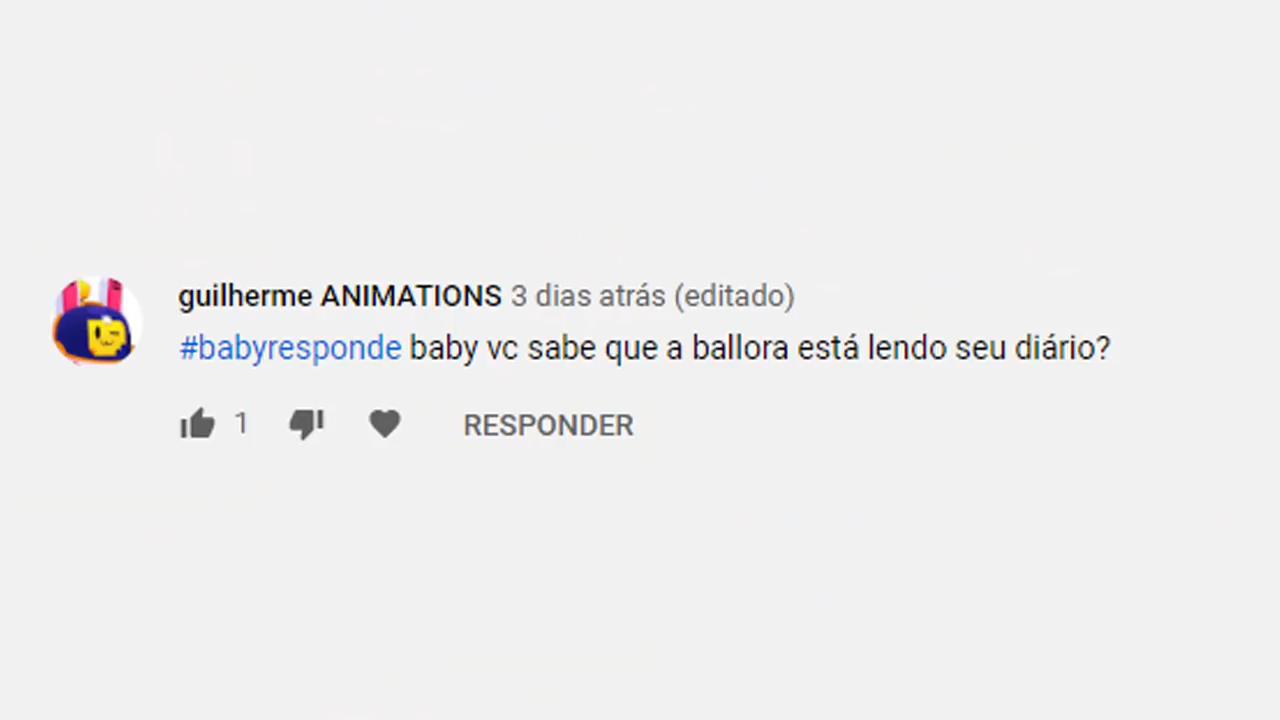 guilherme ANIMATIONS 3 dias atrás (editado)
#babyresponde baby vc sabe que a ballora está lendo seu diário?
1 RESPONDER